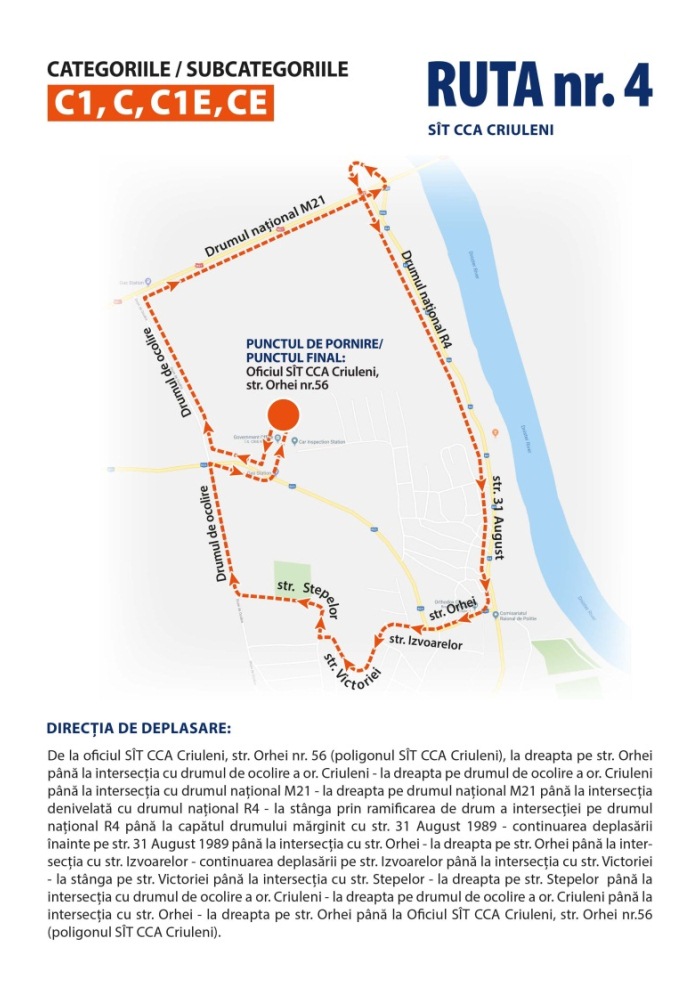 CATEGORIILE / SUBCATEGORIILE
C1, C, C1E, CE
RUTA nr. 4
SÎT CCA CRIULENI
Drumul național M21
Drumul național R4
Drumul de ocolire
PUNCTUL DE PORNIRE/
PUNCTUL FINAL:
Oficiul SÎT CCA Criuleni,
str. Orhei nr.56
Car Inspection Station
Dniester River
Dniester River
str. 31 August
Drumul de ocolire
str. Stepelor
str. Orhei
Comisariatul
Raional de Politie
str. Izvoarelor
str. Victoriei
DIRECȚIA DE DEPLASARE:
De la oficiul SÎT CCA Criuleni, str. Orhei nr. 56 (poligonul SÎT CCA Criuleni), la dreapta pe str. Orhei
până la intersecția cu drumul de ocolire a or. Criuleni - la dreapta pe drumul de ocolire a or. Criuleni
până la intersecția cu drumul național M21 - la dreapta pe drumul național M21 până la intersecția
denivelată cu drumul național R4 - la stânga prin ramificarea de drum a intersecției pe drumul
național R4 până la capătul drumului mărginit cu str. 31 August 1989 - continuarea deplasării
înainte pe str. 31 August 1989 până la intersecția cu str. Orhei - la dreapta pe str. Orhei până la inter-
secția cu str. Izvoarelor - continuarea deplasării pe str. Izvoarelor până la intersecția cu str. Victoriei
- la stânga pe str. Victoriei până la intersecția cu str. Stepelor - la dreapta pe str. Stepelor până la
intersecția cu drumul de ocolire a or. Criuleni - la dreapta pe drumul de ocolire a or. Criuleni până la
intersecția cu str. Orhei - la dreapta pe str. Orhei până la Oficiul SÎT CCA Criuleni, str. Orhei nr.56
(poligonul SÎT CCA Criuleni).